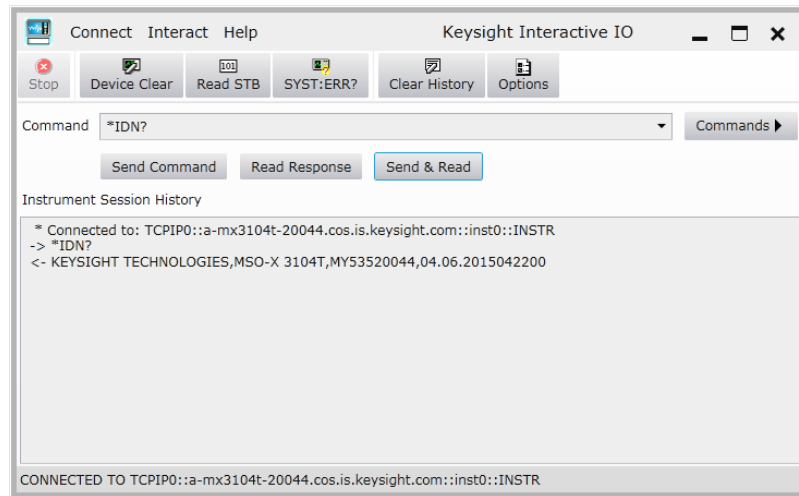 Connect Interact Help Keysight Interactive IO
Stop Device Clear Read STB SYST:ERR? Clear History Options
Command *IDN? Commands
Send Command Read Response Send & Read
Instrument Session History
* Connected to: TCPIP0::a-mx3104t-20044.cos.is.keysight.com::inst0::INSTR
-> *IDN?
<- KEYSIGHT TECHNOLOGIES,MSO-X 3104T,MY53520044,04.06.2015042200
CONNECTED TO TCPIP0::a-mx3104t-20044.cos.is.keysight.com::inst0::INSTR